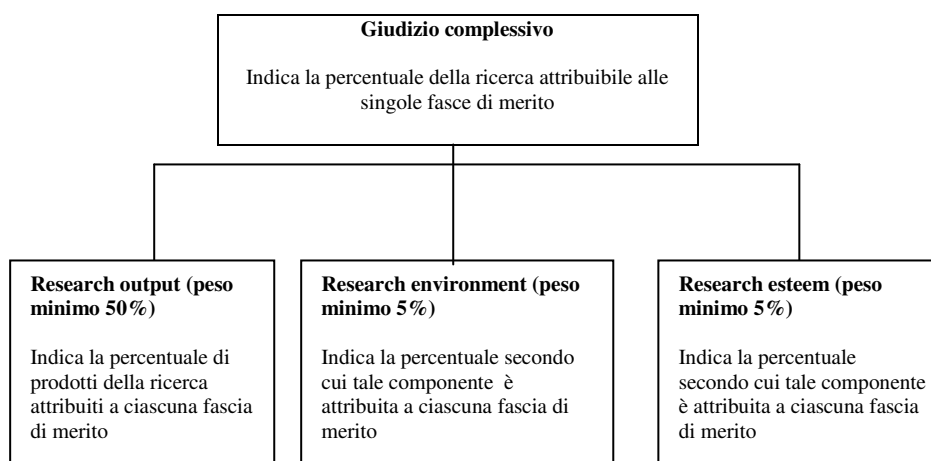 Giudizio complessivo
Indica la percentuale della ricerca attribuibile alle
singole fasce di merito
Research output (peso
minimo 50%)
Indica la percentuale di
prodotti della ricerca
attribuiti a ciascuna fascia
di merito
Research environment (peso
minimo 5%)
Indica la percentuale secondo
cui tale componente è
attribuita a ciascuna fascia di
merito
Research esteem (peso
minimo 5%)
Indica la percentuale
secondo cui tale componente
è attribuita a ciascuna fascia
di merito